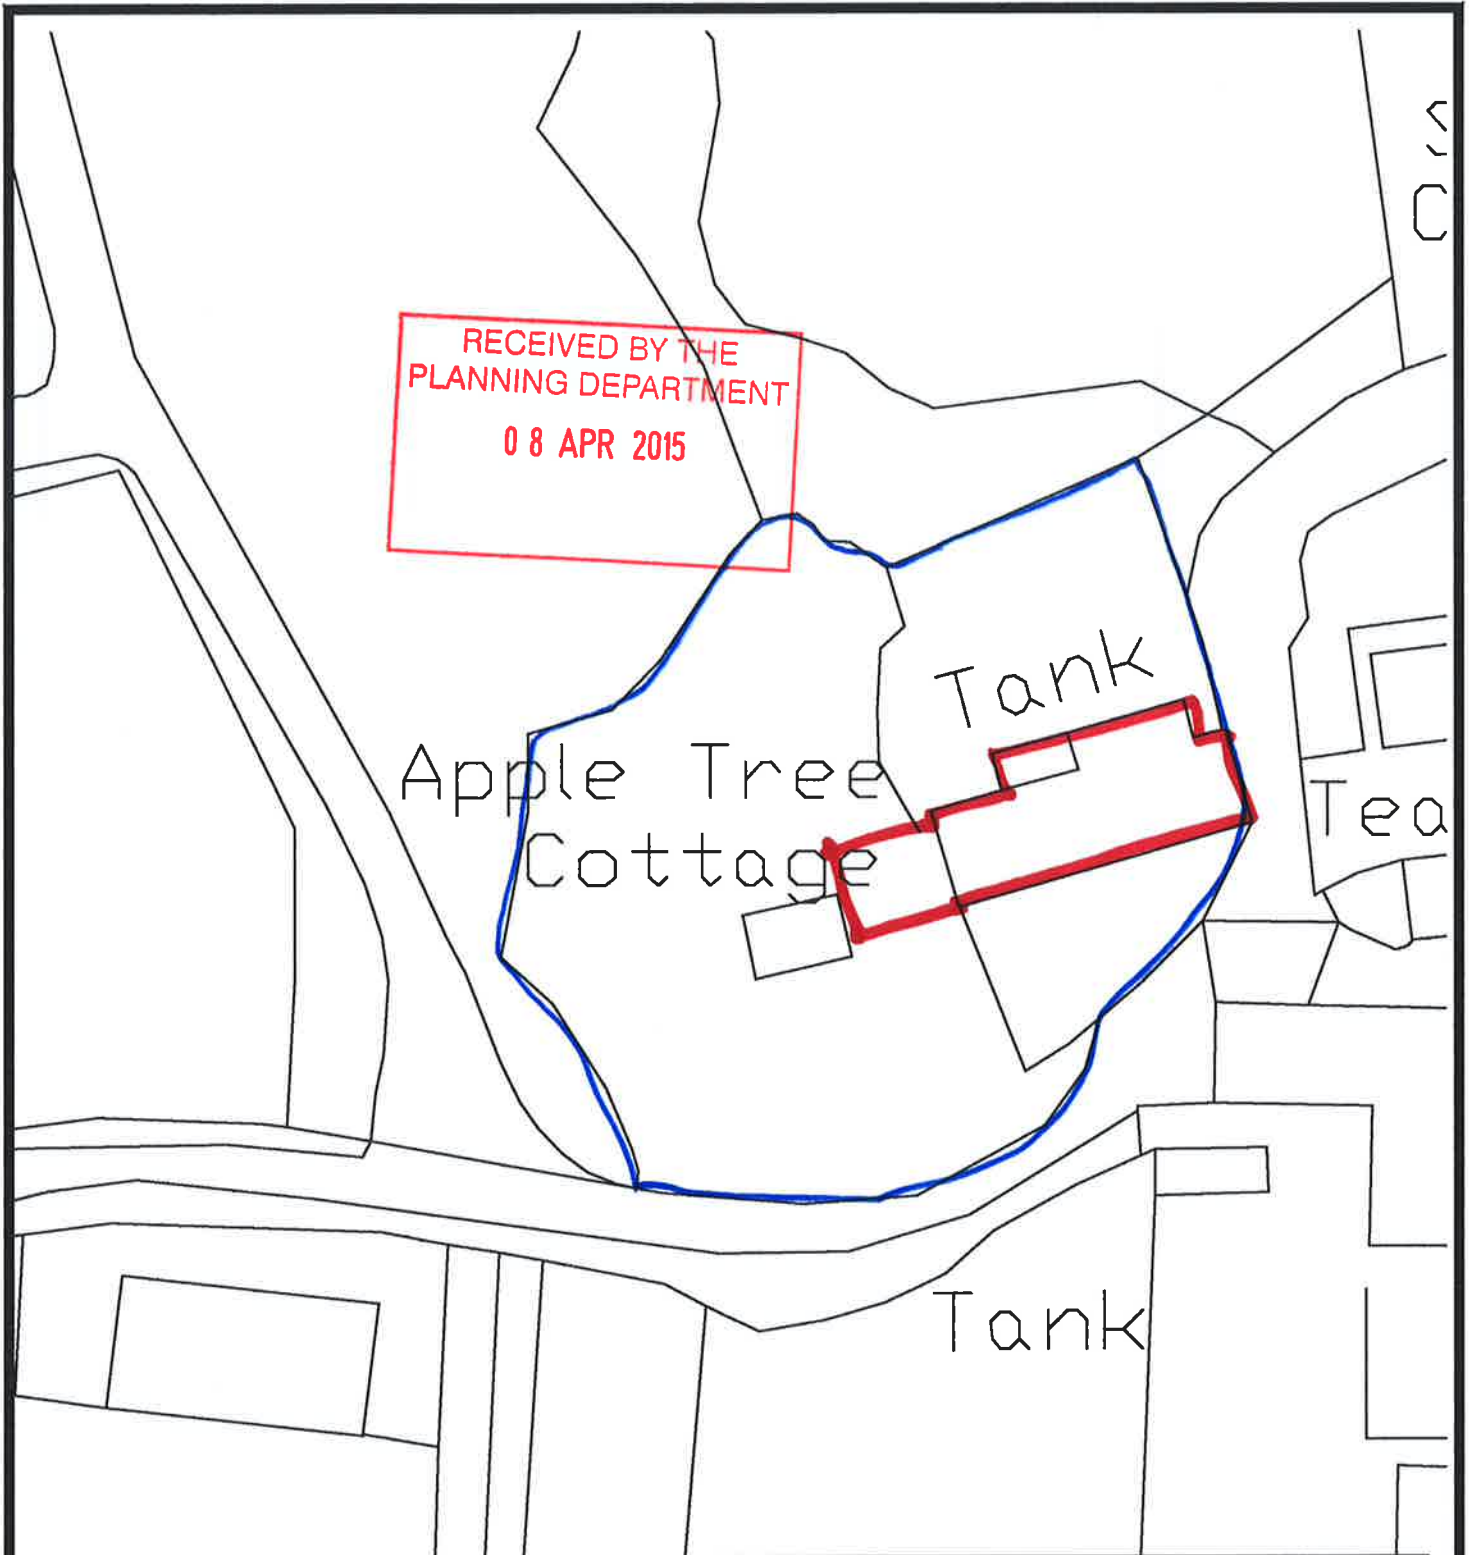 RECEIVED BY THE
PLANNING DEPARTMENT
08 APR 2015
Tank
Apple Tree
Cottage
Tea
Tank